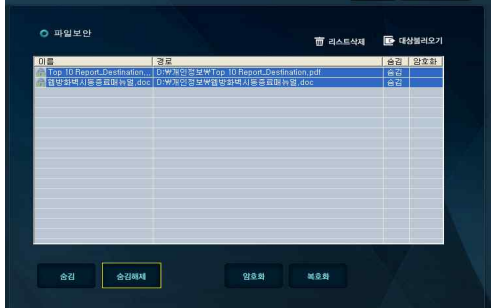 파일보안
리스트삭제 대상불러오기
이름 경로 숨김 암호화
Top 10 Report_Destination... D:₩개인정보₩Top 10 Report_Destination.pdf 숨김
웹방화벽시동종료매뉴얼.doc D:₩개인정보₩웹방화벽시동종료매뉴얼.doc 숨김
숨김 숨김해제 암호화 복호화